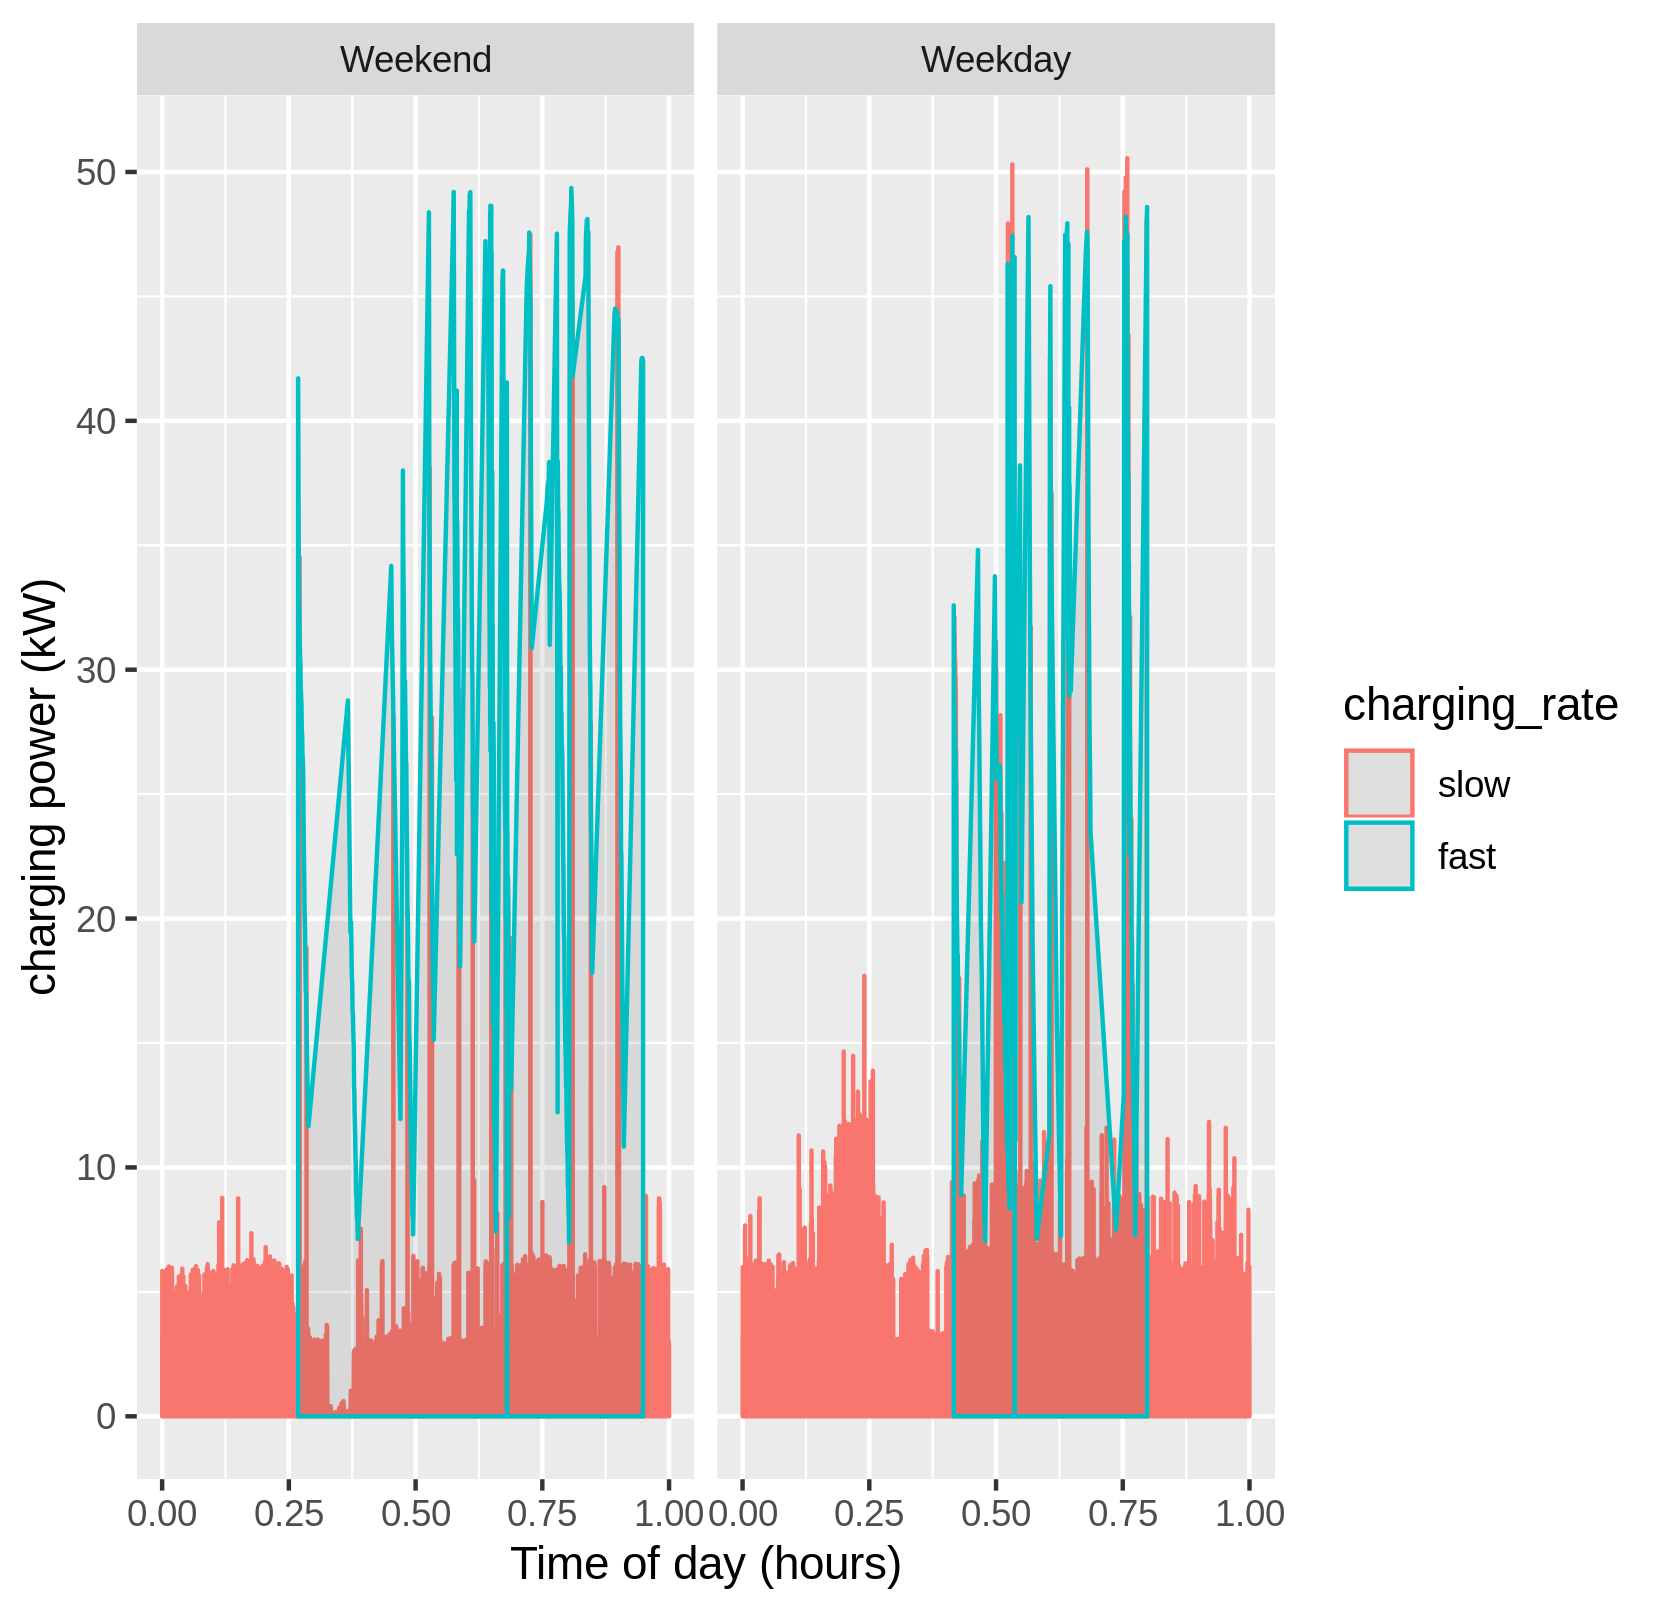 Weekend
Weekday
50
40
30
20
10
0
charging power (kW)
0.00 0.25 0.50 0.75 1.00 0.00 0.25 0.50 0.75 1.00
Time of day (hours)
charging_rate
slow
fast